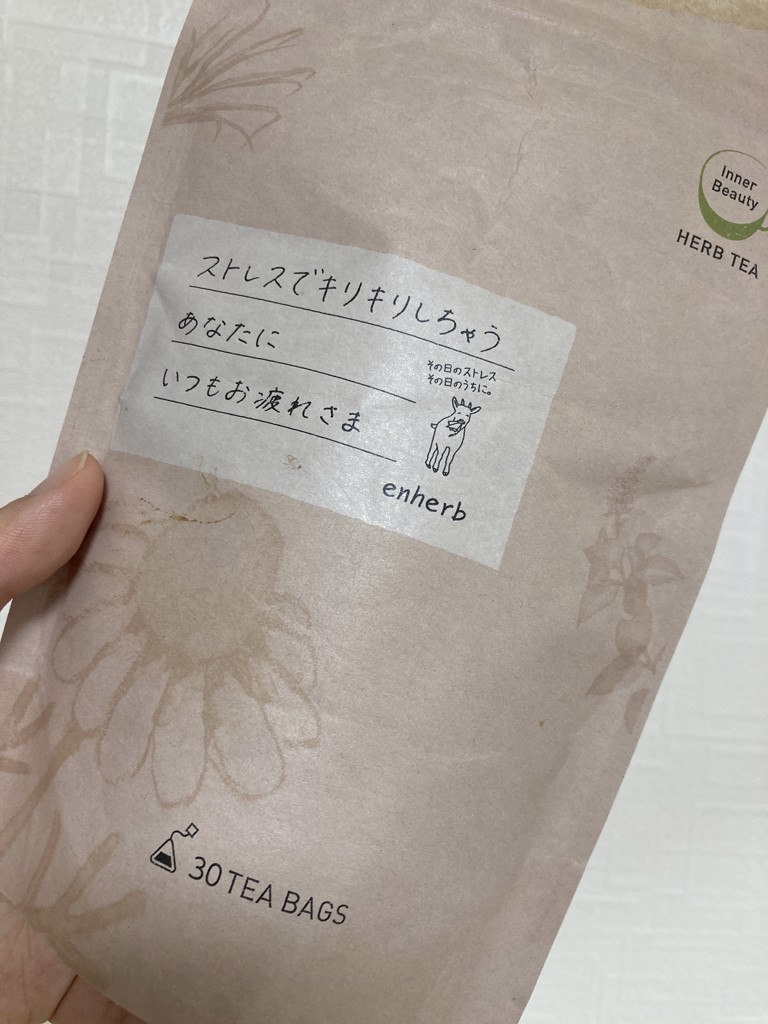 Inner
Beauty
HERB TEA
ストレスでキリキリしちゃう
あなたに
いつもお疲れさま
その日のストレス
その日のうちに。
enherb
30 TEA BAGS